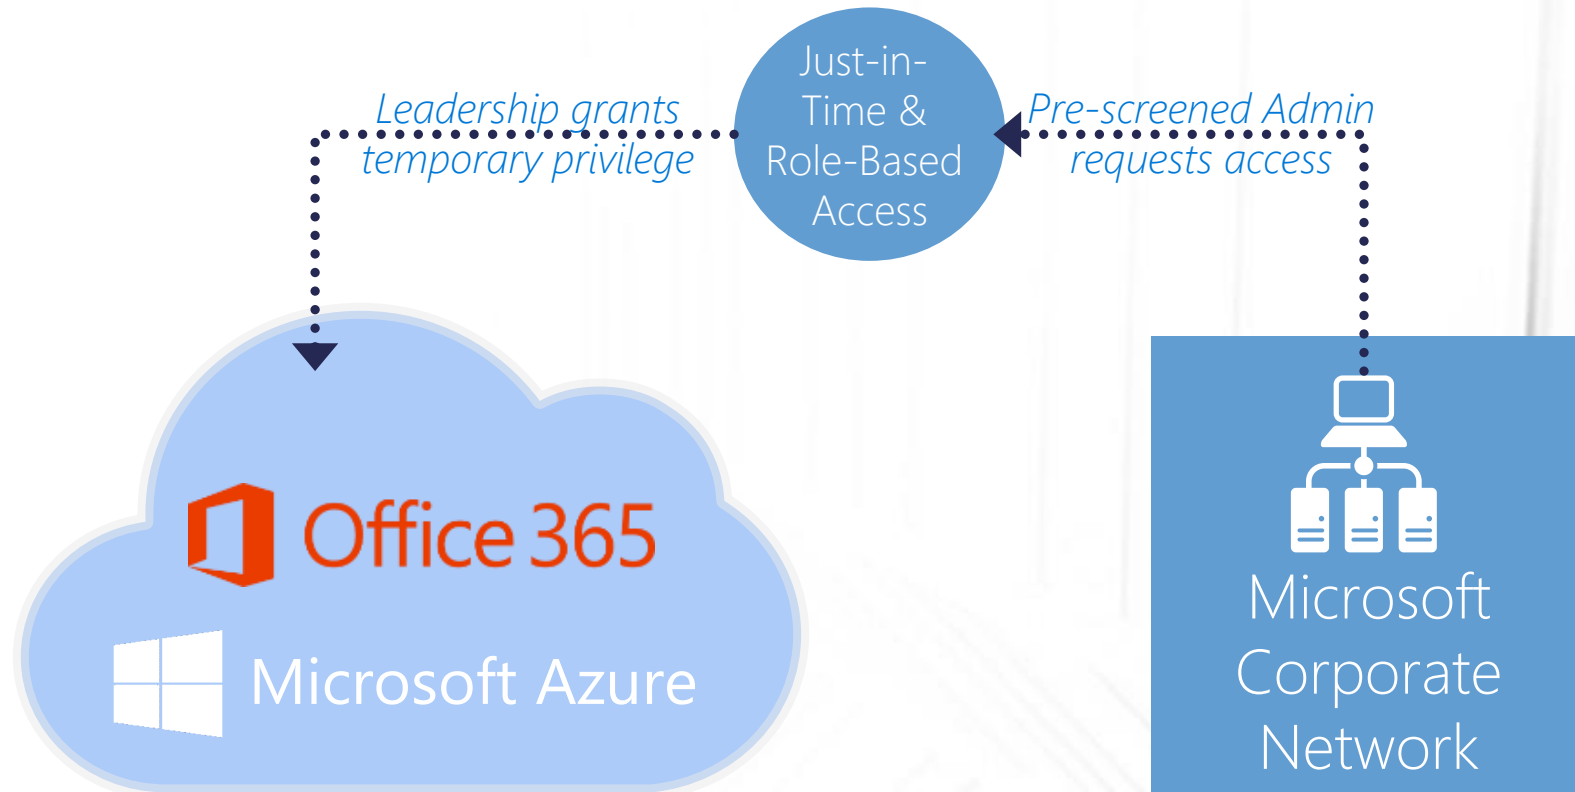 Leadership grants
temporary privilege
Just-in-
Time &
Role-Based
Access
Pre-screened Admin
requests access
Office 365
Microsoft Azure
Microsoft
Corporate
Network